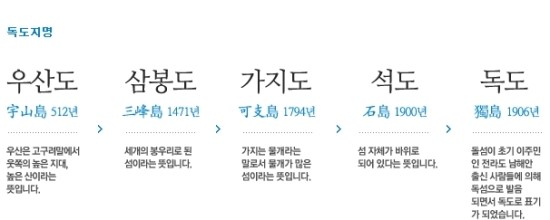 독도지명
우산도
宇山島 512년
우산은 고구려말에서
웃쪽의 높은 지대,
높은 산이라는
뜻입니다.
삼봉도
三峰島 1471년
세개의 봉우리로 된
섬이라는 뜻입니다.
가지도
可支島 1794년
가지는 물개라는
말로서 물개가 많은
섬이라는 뜻입니다.
석도
石島 1900년
섬 자체가 바위로
되어 있다는 뜻입니다.
독도
獨島 1906년
돌섬이 초기 이주민
인 전라도 남해안
출신 사람들에 의해
독섬으로 발음
되면서 독도로 표기
가 되었습니다.